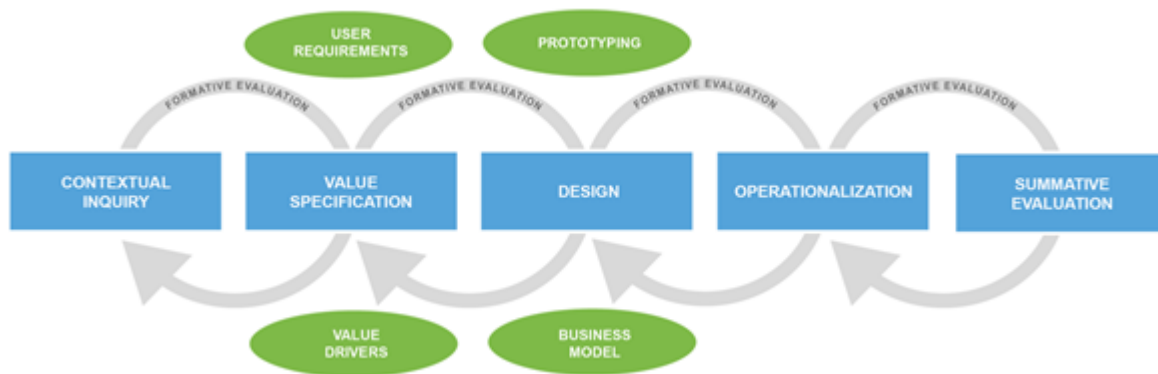 USER
REQUIREMENTS
PROTOTYPING
FORMATIVE EVALUATION
FORMATIVE EVALUATION
FORMATIVE EVALUATION
FORMATIVE EVALUATION
CONTEXTUAL
INQUIRY
VALUE
SPECIFICATION
DESIGN
OPERATIONALIZATION
SUMMATIVE
EVALUATION
VALUE
DRIVERS
BUSINESS
MODEL